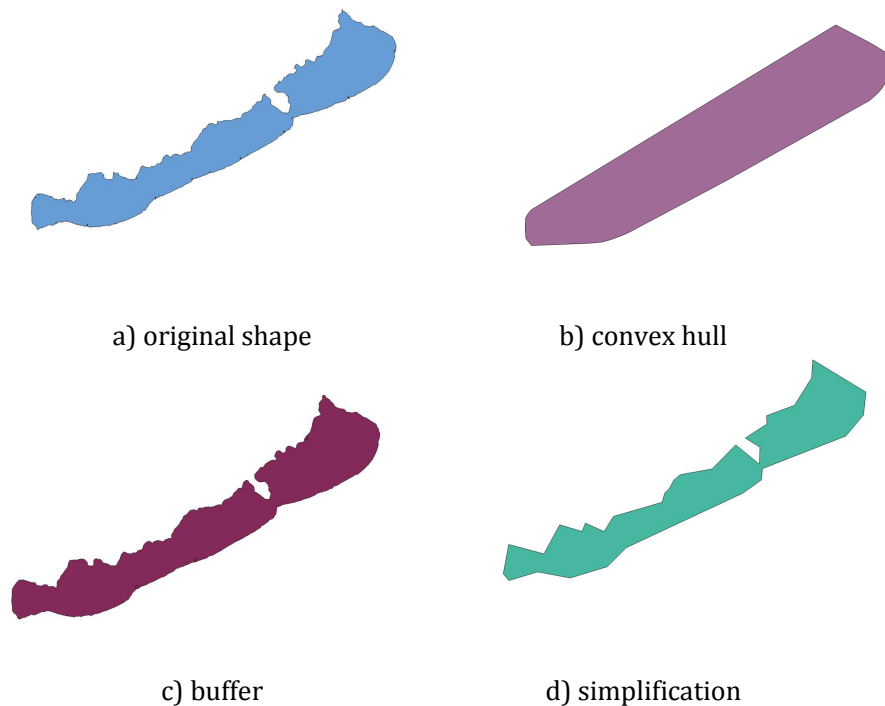 a) original shape
b) convex hull
c) buffer
d) simplification